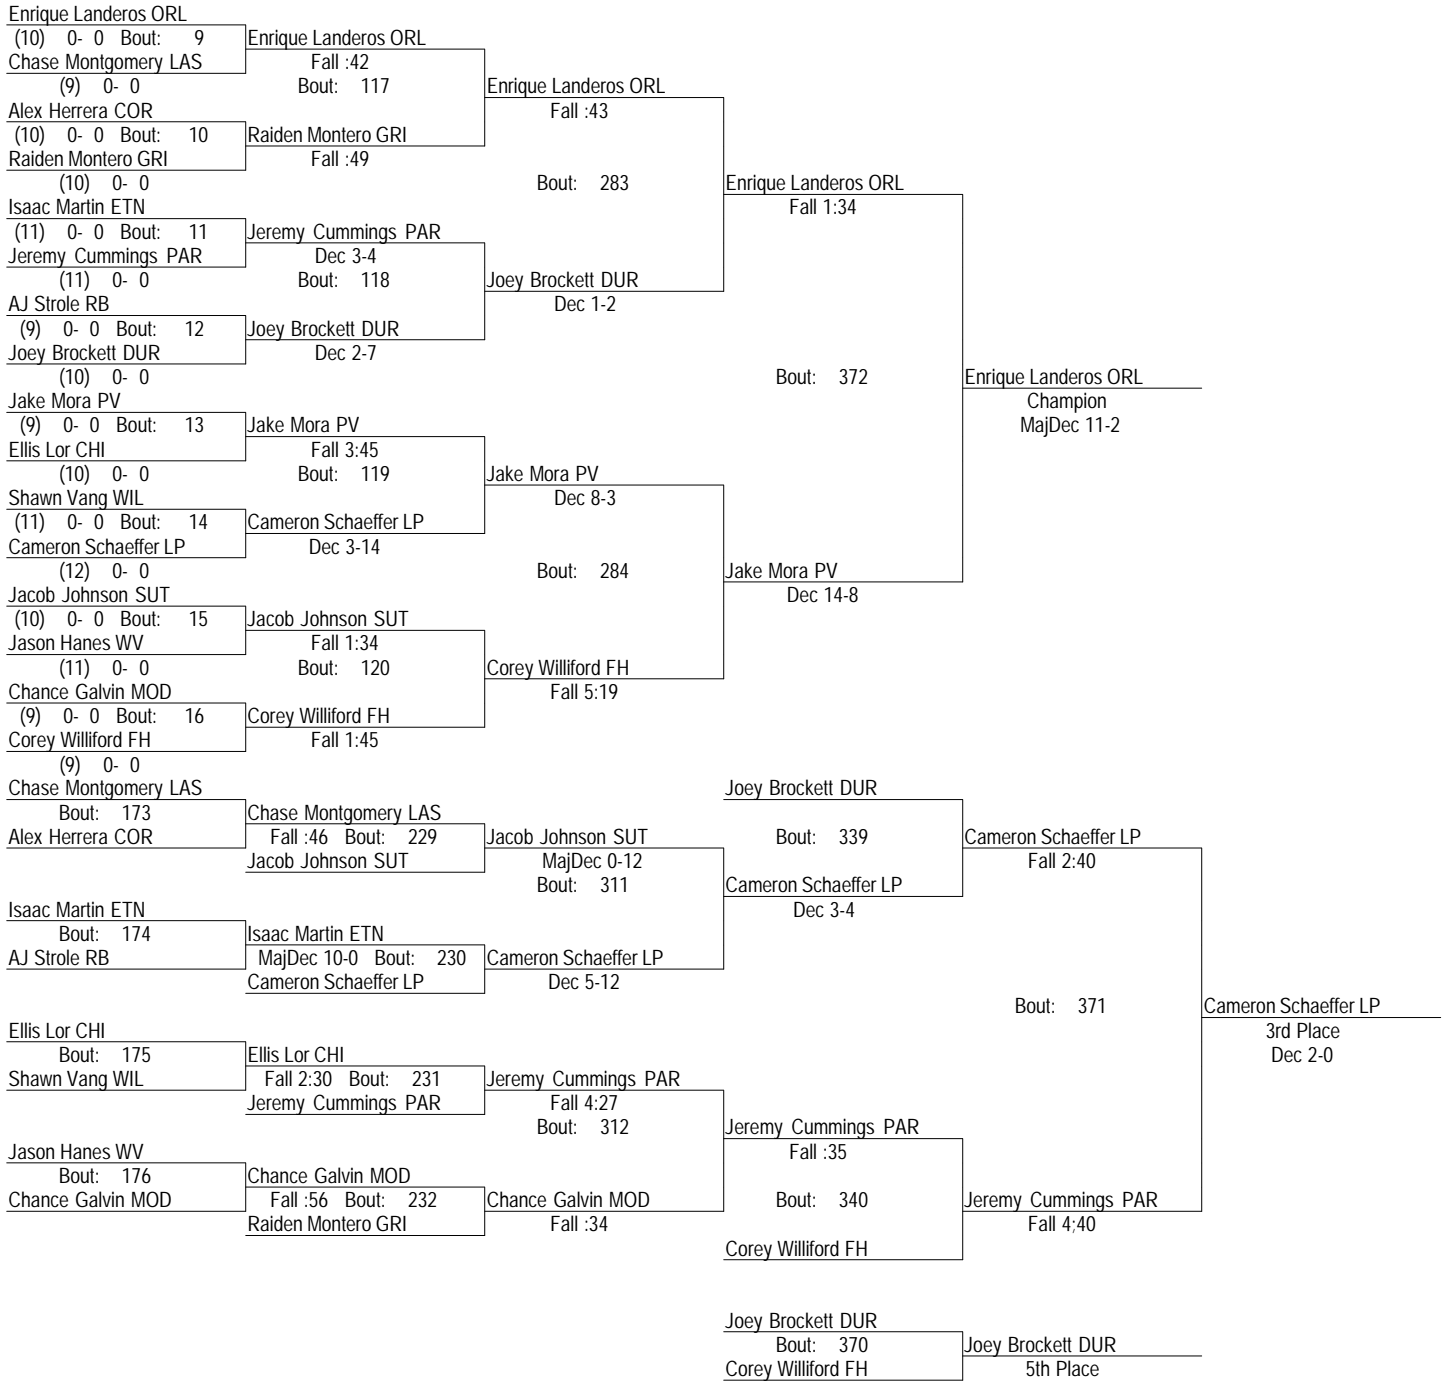 Enrique Landeros ORL
(10) 0- 0 Bout: 9
Chase Montgomery LAS
(9) 0- 0
Alex Herrera COR
(10) 0- 0 Bout: 10
Raiden Montero GRI
(10) 0- 0
Isaac Martin ETN
(11) 0- 0 Bout: 11
Jeremy Cummings PAR
(11) 0- 0
AJ Strole RB
(9) 0- 0 Bout: 12
Joey Brockett DUR
(10) 0- 0
Jake Mora PV
(9) 0- 0 Bout: 13
Ellis Lor CHI
(10) 0- 0
Shawn Vang WIL
(11) 0- 0 Bout: 14
Cameron Schaeffer LP
(12) 0- 0
Jacob Johnson SUT
(10) 0- 0 Bout: 15
Jason Hanes WV
(11) 0- 0
Chance Galvin MOD
(9) 0- 0 Bout: 16
Corey Williford FH
(9) 0- 0
Enrique Landeros ORL
Fall :42
Bout: 117
Raiden Montero GRI
Fall :49
Jeremy Cummings PAR
Dec 3-4
Bout: 118
Joey Brockett DUR
Dec 2-7
Jake Mora PV
Fall 3:45
Bout: 119
Cameron Schaeffer LP
Dec 3-14
Jacob Johnson SUT
Fall 1:34
Bout: 120
Corey Williford FH
Fall 1:45
Enrique Landeros ORL
Fall :43
Bout: 283
Joey Brockett DUR
Dec 1-2
Jake Mora PV
Dec 8-3
Bout: 284
Corey Williford FH
Fall 5:19
Enrique Landeros ORL
Fall 1:34
Bout: 372
Jake Mora PV
Dec 14-8
Enrique Landeros ORL
Champion
MajDec 11-2
Chase Montgomery LAS
Bout: 173
Alex Herrera COR
Isaac Martin ETN
Bout: 174
AJ Strole RB
Ellis Lor CHI
Bout: 175
Shawn Vang WIL
Jason Hanes WV
Bout: 176
Chance Galvin MOD
Chase Montgomery LAS
Fall :46 Bout: 229
Jacob Johnson SUT
Isaac Martin ETN
MajDec 10-0 Bout: 230
Cameron Schaeffer LP
Ellis Lor CHI
Fall 2:30 Bout: 231
Jeremy Cummings PAR
Chance Galvin MOD
Fall :56 Bout: 232
Raiden Montero GRI
Jacob Johnson SUT
MajDec 0-12
Bout: 311
Cameron Schaeffer LP
Dec 5-12
Jeremy Cummings PAR
Fall 4:27
Bout: 312
Chance Galvin MOD
Fall :34
Joey Brockett DUR
Bout: 339
Cameron Schaeffer LP
Dec 3-4
Jeremy Cummings PAR
Fall :35
Bout: 340
Corey Williford FH
Cameron Schaeffer LP
Fall 2:40
Bout: 371
Jeremy Cummings PAR
Fall 4;40
Cameron Schaeffer LP
3rd Place
Dec 2-0
Joey Brockett DUR
Bout: 370
Corey Williford FH
Joey Brockett DUR
5th Place